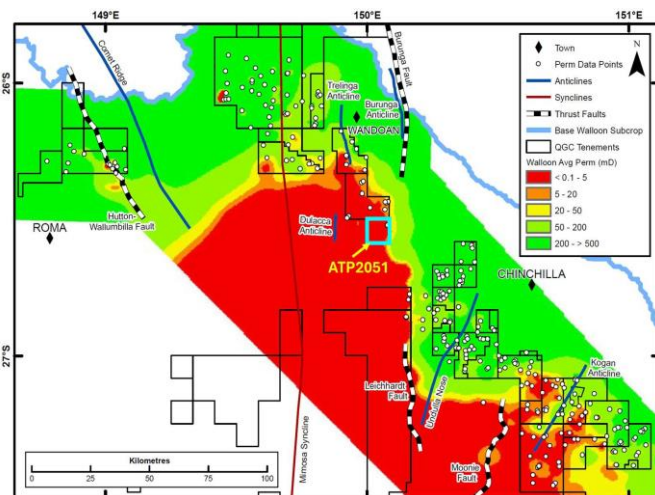 149°E
150°E
151°E
26°S
27°S
Comet Ridge
Burunga Fault
Trelinga
Anticline
Burunga
Anticline
WANDOAN
Hutton-
Wallumbilla Fault
ROMA
Dulacca
Anticline
ATP2051
CHINCHILLA
Kogan
Anticline
Leichhardt
Fault
Undulla Nose
Mimosa Syncline
Moonie
Fault
Kilometres
0 25 50 75 100
N
Town
Perm Data Points
Anticlines
Synclines
Thrust Faults
Base Walloon Subcrop
QGC Tenements
Walloon Avg Perm (mD)
< 0.1 - 5
5 - 20
20 - 50
50 - 200
200 - > 500